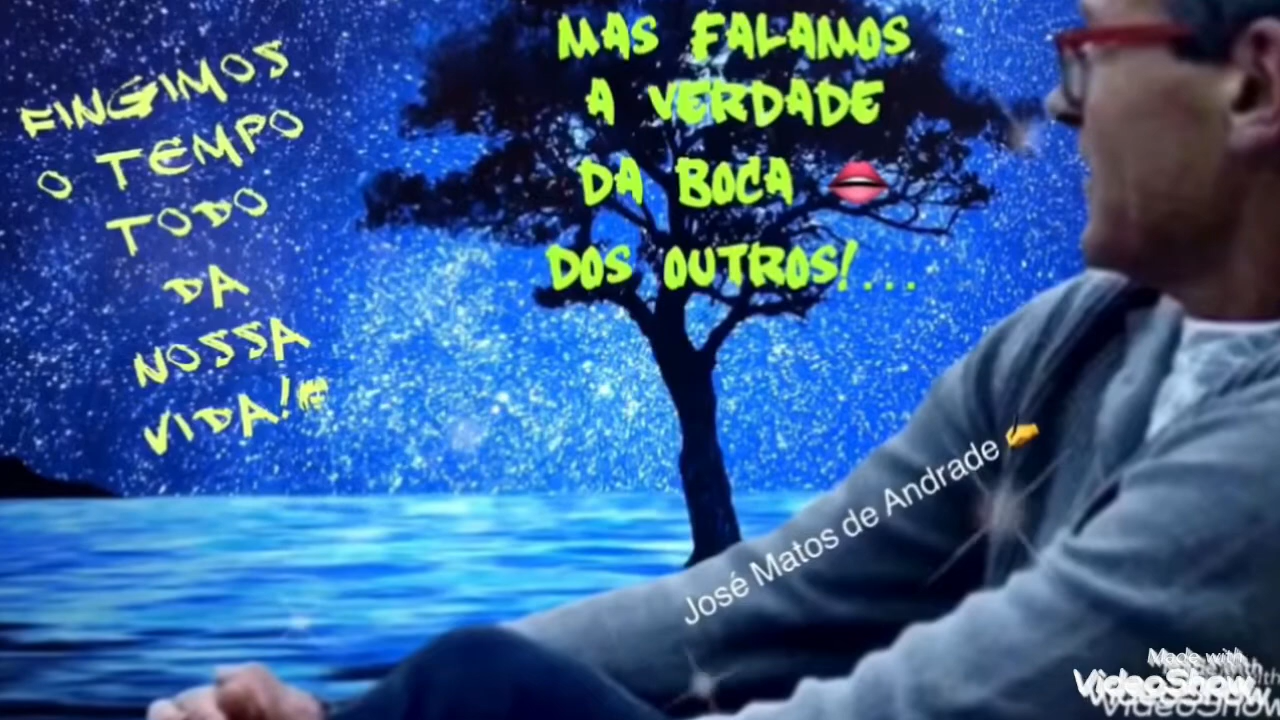 FINGIMOS
O TEMPO
TODO
DA
NOSSA
VIDA!
MAS FALAMOS
A VERDADE
DA BOCA 👄
DOS OUTROS!...
José Matos de Andrade
Made with
VideoShow